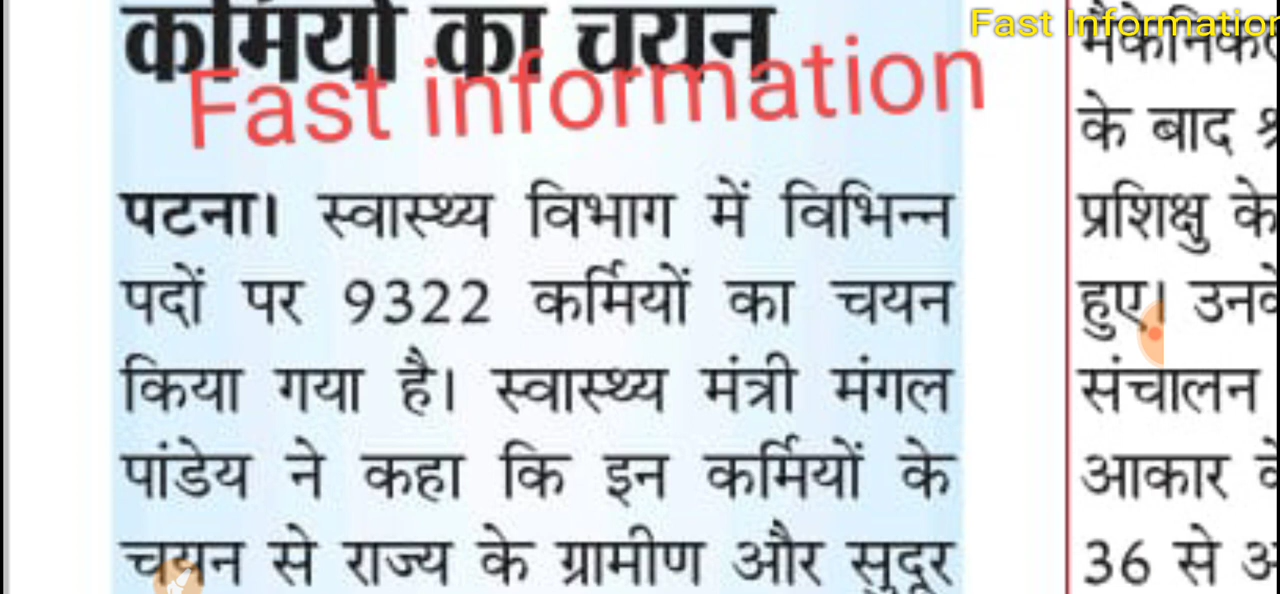 कर्मियों का चयन
Fast information
पटना। स्वास्थ्य विभाग में विभिन्न
पदों पर 9322 कर्मियों का चयन
किया गया है। स्वास्थ्य मंत्री मंगल
पांडेय ने कहा कि इन कर्मियों के
चयन से राज्य के ग्रामीण और सुदूर
Fast Information
के बाद
प्रशिक्षु के
हुए।
संचालन
आकार
36 से